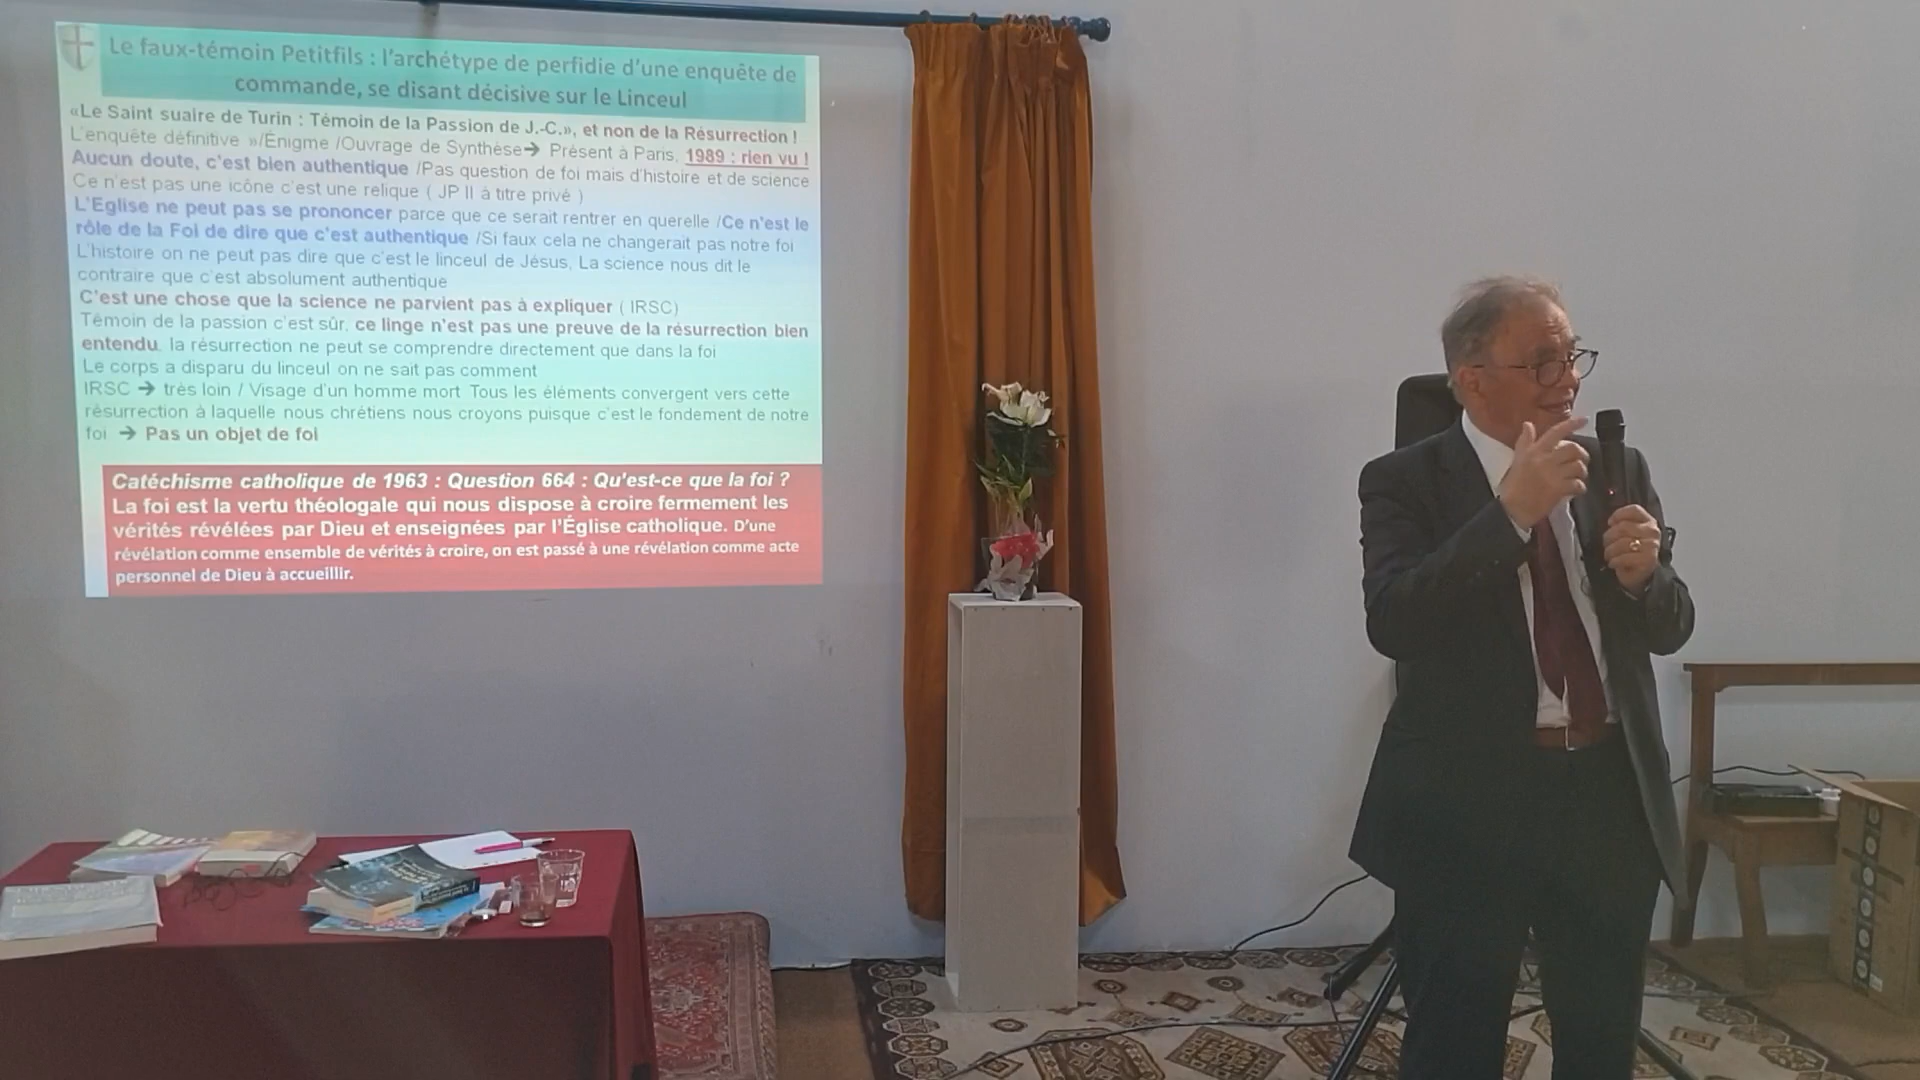 Le faux-témoin Petitfils : l'archétype de perfidie d'une enquête de
commande, se disant décisive sur le Linceul
«Le Saint suaire de Turin : Témoin de la Passion de J.-C.», et non de la Résurrection !
L'enquête définitive »/Énigme /Ouvrage de Synthèse➔ Présent à Paris, 1989 : rien vu !
Aucun doute, c'est bien authentique /Pas question de foi mais d'histoire et de science
Ce n'est pas une icône c'est une relique ( JP II à titre privé )
L'Eglise ne peut pas se prononcer parce que ce serait rentrer en querelle /Ce n'est le
rôle de la Foi de dire que c'est authentique /Si faux cela ne changerait pas notre foi
L'histoire on ne peut pas dire que c'est le linceul de Jésus, La science nous dit le
contraire que c'est absolument authentique
C'est une chose que la science ne parvient pas à expliquer ( IRSC)
Témoin de la passion c'est sûr, ce linge n'est pas une preuve de la résurrection bien
entendu, la résurrection ne peut se comprendre directement que dans la foi
Le corps a disparu du linceul on ne sait pas comment
IRSC ➔ très loin / Visage d'un homme mort Tous les éléments convergent vers cette
résurrection à laquelle nous chrétiens nous croyons puisque c'est le fondement de notre
foi ➔ Pas un objet de foi
Catéchisme catholique de 1963 : Question 664 : Qu'est-ce que la foi ?
La foi est la vertu théologale qui nous dispose à croire fermement les
vérités révélées par Dieu et enseignées par l'Église catholique. D'une
révélation comme ensemble de vérités à croire, on est passé à une révélation comme acte
personnel de Dieu à accueillir.